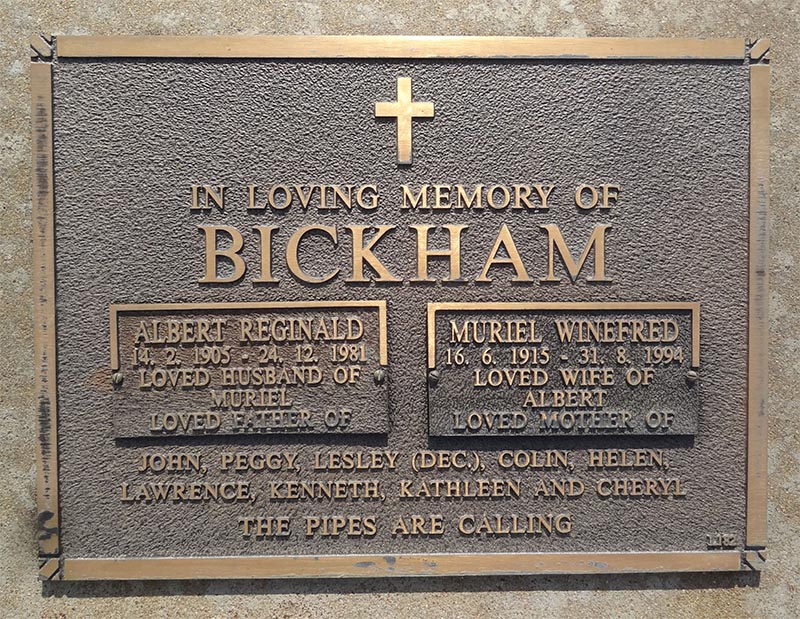 IN LOVING MEMORY OF
BICKHAM
ALBERT REGINALD
14. 2. 1905 - 24. 12. 1981
LOVED HUSBAND OF
MURIEL
LOVED FATHER OF
MURIEL WINEFRED
16. 6. 1915 - 31. 8. 1994
LOVED WIFE OF
ALBERT
LOVED MOTHER OF
JOHN, PEGGY, LESLEY (DEC.), COLIN, HELEN,
LAWRENCE, KENNETH, KATHLEEN AND CHERYL
THE PIPES ARE CALLING